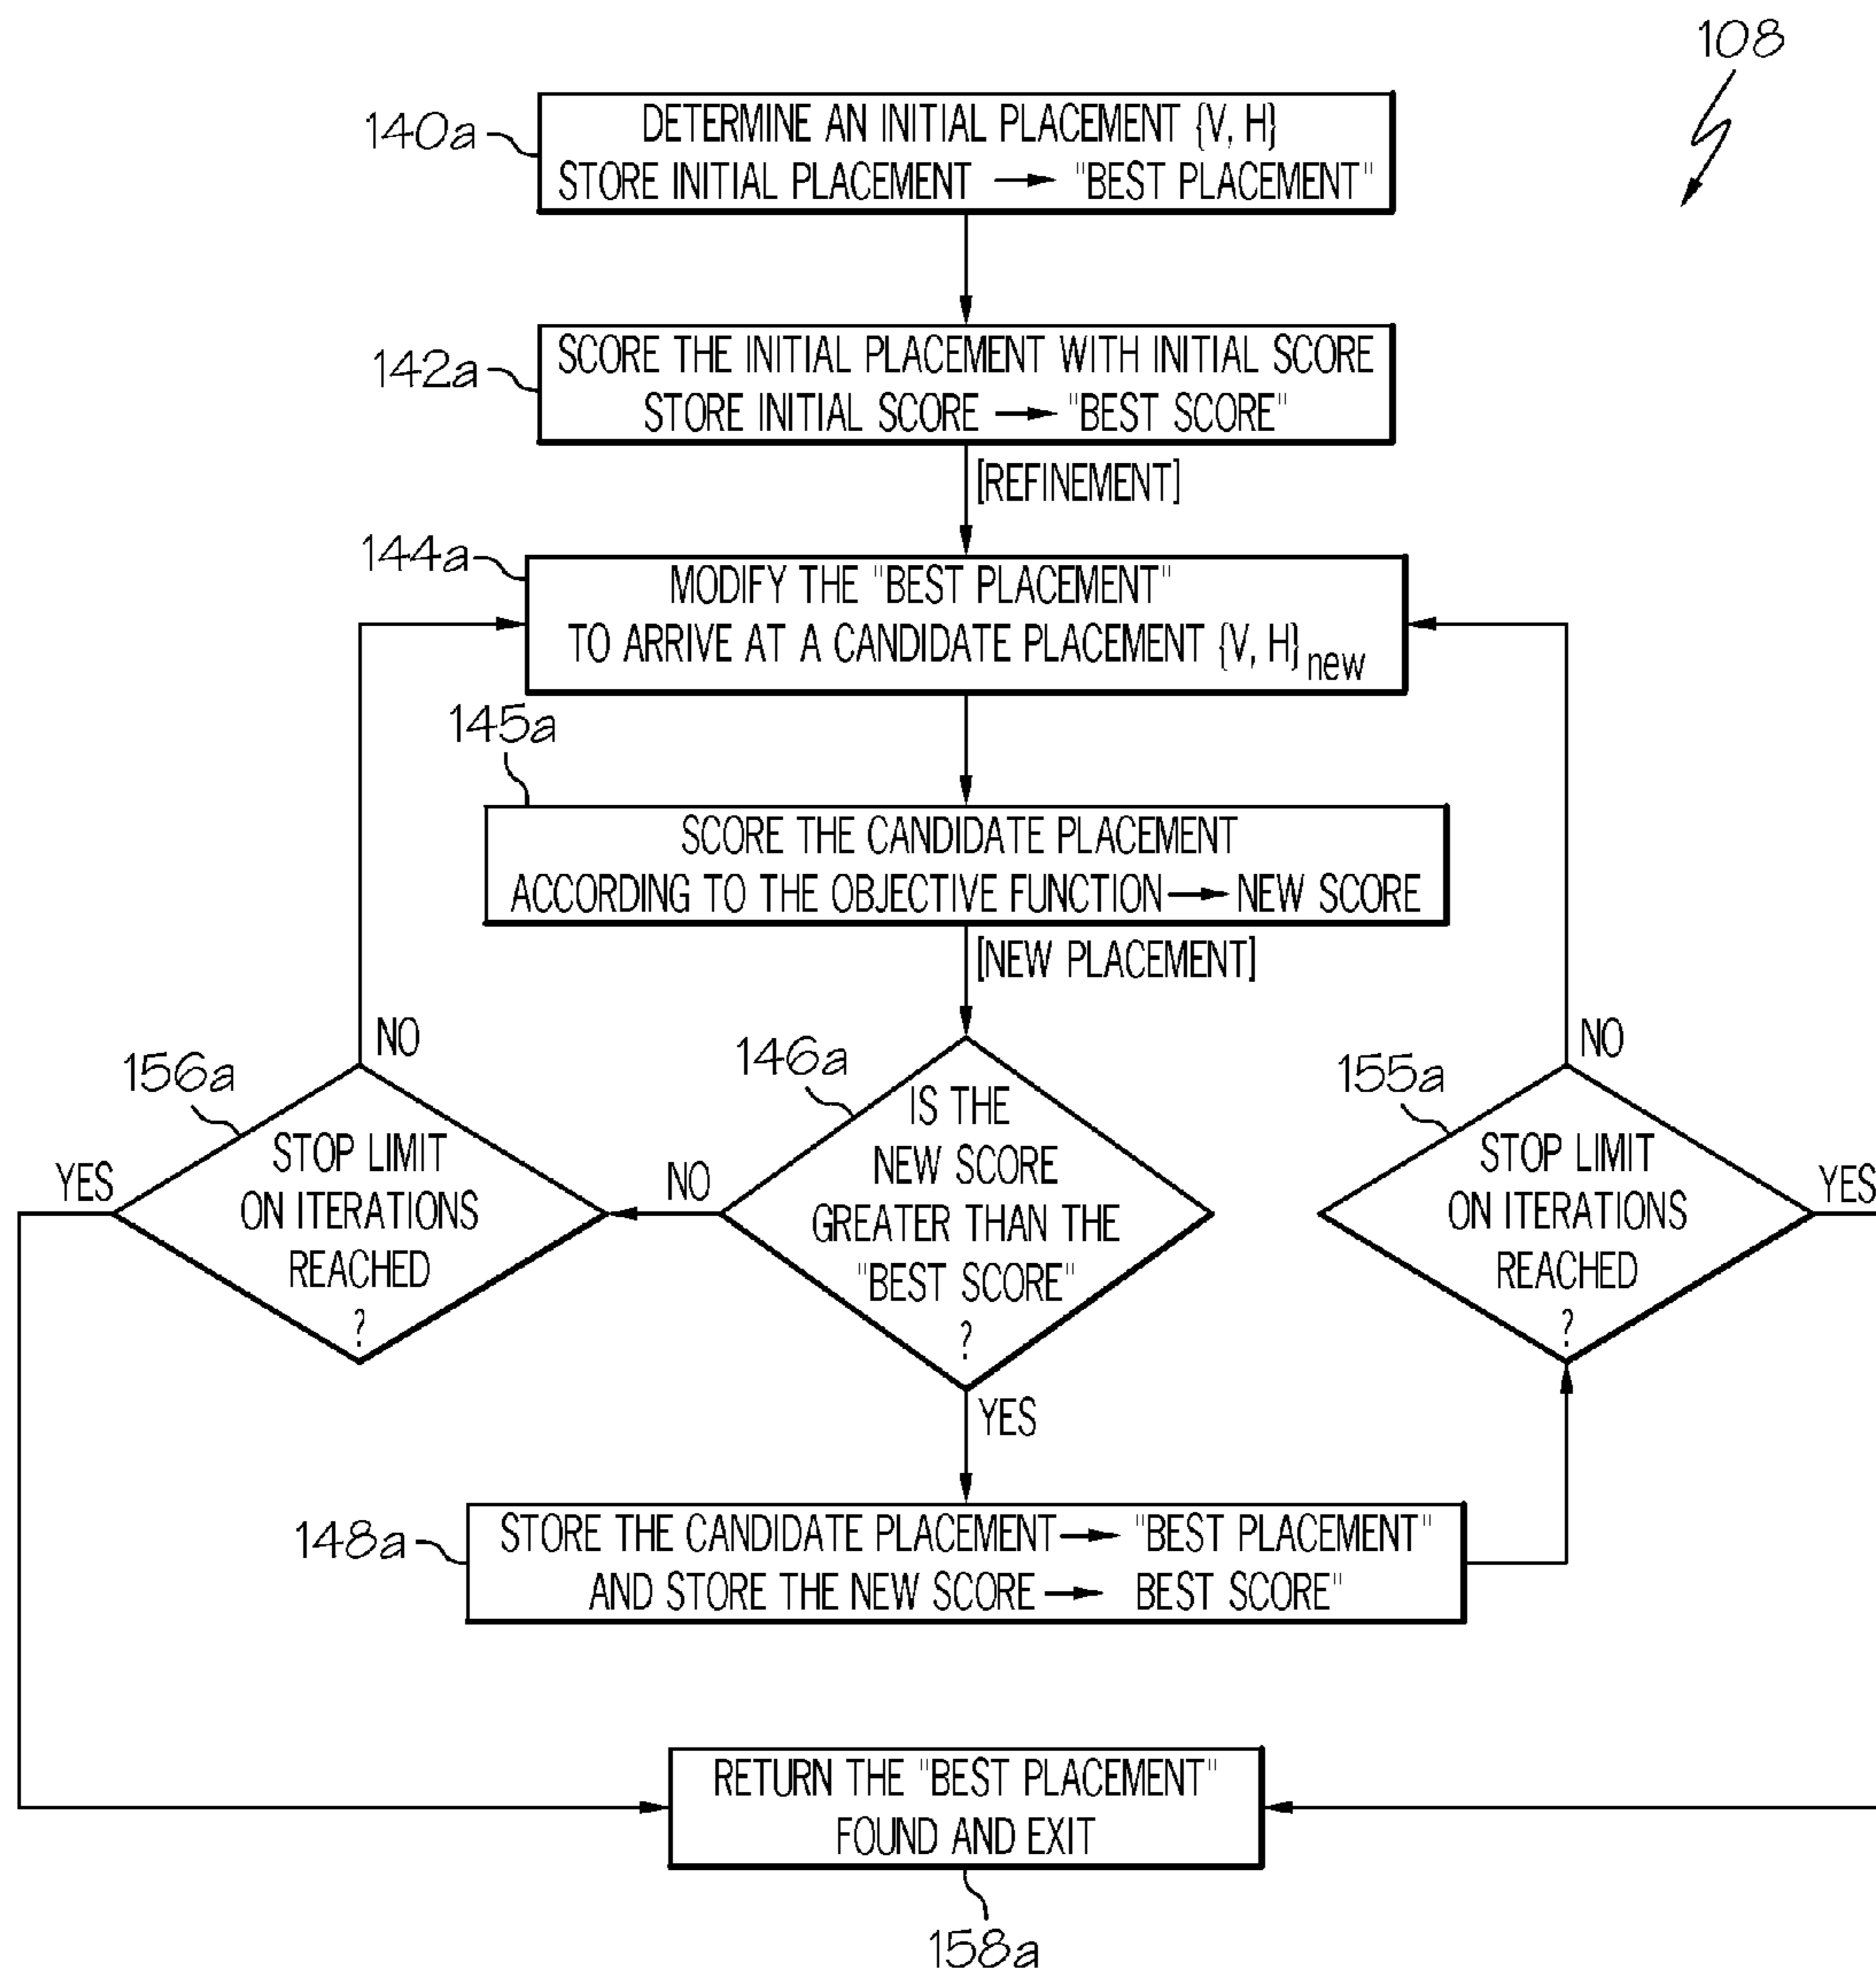 108
140a
DETERMINE AN INITIAL PLACEMENT {V, H}
STORE INITIAL PLACEMENT → "BEST PLACEMENT"
142a
SCORE THE INITIAL PLACEMENT WITH INITIAL SCORE
STORE INITIAL SCORE → "BEST SCORE"
[REFINEMENT]
144a
MODIFY THE "BEST PLACEMENT"
TO ARRIVE AT A CANDIDATE PLACEMENT {V, H}new
145a
SCORE THE CANDIDATE PLACEMENT
ACCORDING TO THE OBJECTIVE FUNCTION → NEW SCORE
[NEW PLACEMENT]
NO
156a
STOP LIMIT
ON ITERATIONS
REACHED
?
YES
NO
146a
IS THE
NEW SCORE
GREATER THAN THE
"BEST SCORE"
?
YES
NO
155a
STOP LIMIT
ON ITERATIONS
REACHED
?
YES
148a
STORE THE CANDIDATE PLACEMENT → "BEST PLACEMENT"
AND STORE THE NEW SCORE → BEST SCORE"
RETURN THE "BEST PLACEMENT"
FOUND AND EXIT
158a